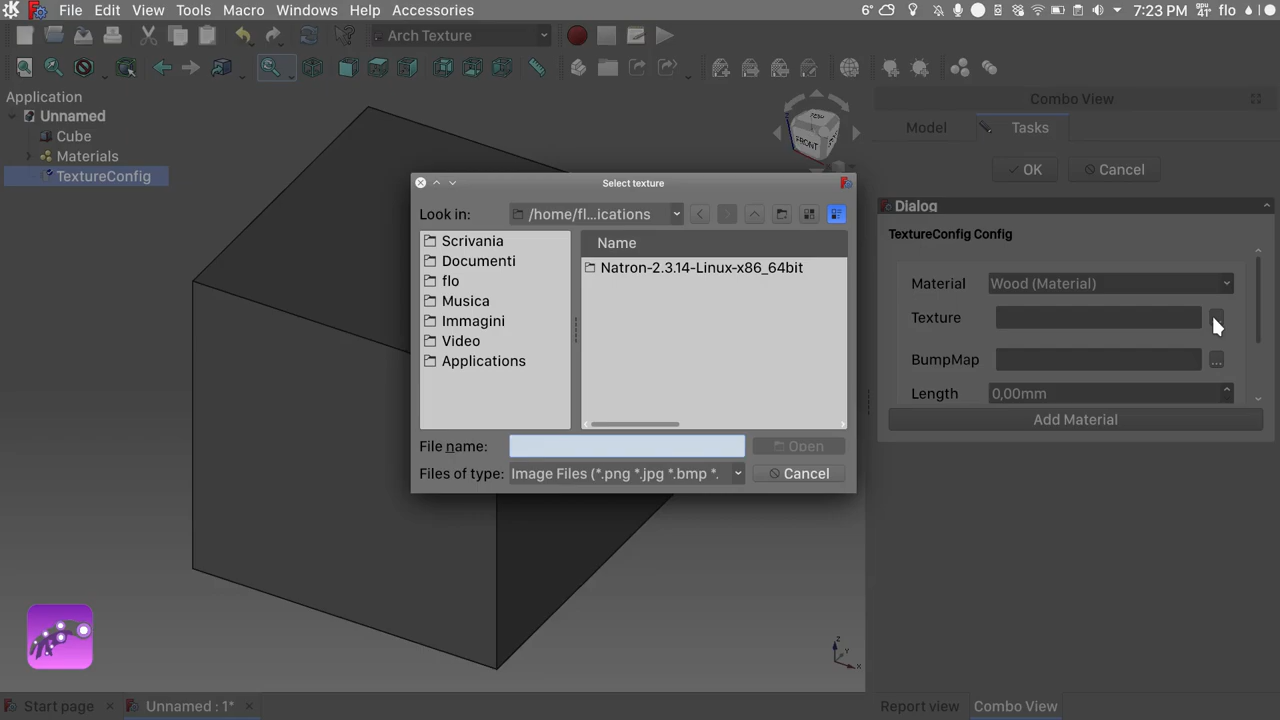 File Edit View Tools Macro Windows Help Accessories
6° 7:23 PM flo
Arch Texture
Application
Unnamed
Cube
Materials
TextureConfig
TOP
FRONT
Combo View
Model Tasks
OK Cancel
Dialog
TextureConfig Config
Material Wood (Material)
Texture
BumpMap ...
Length 0,00mm
Add Material
Select texture
Look in: /home/fl...ications
Scrivania
Documenti
flo
Musica
Immagini
Video
Applications
Name
Natron-2.3.14-Linux-x86_64bit
File name: Open
Files of type: Image Files (*.png *.jpg *.bmp *. Cancel
Z
Y
X
Start page Unnamed : 1* Report view Combo View